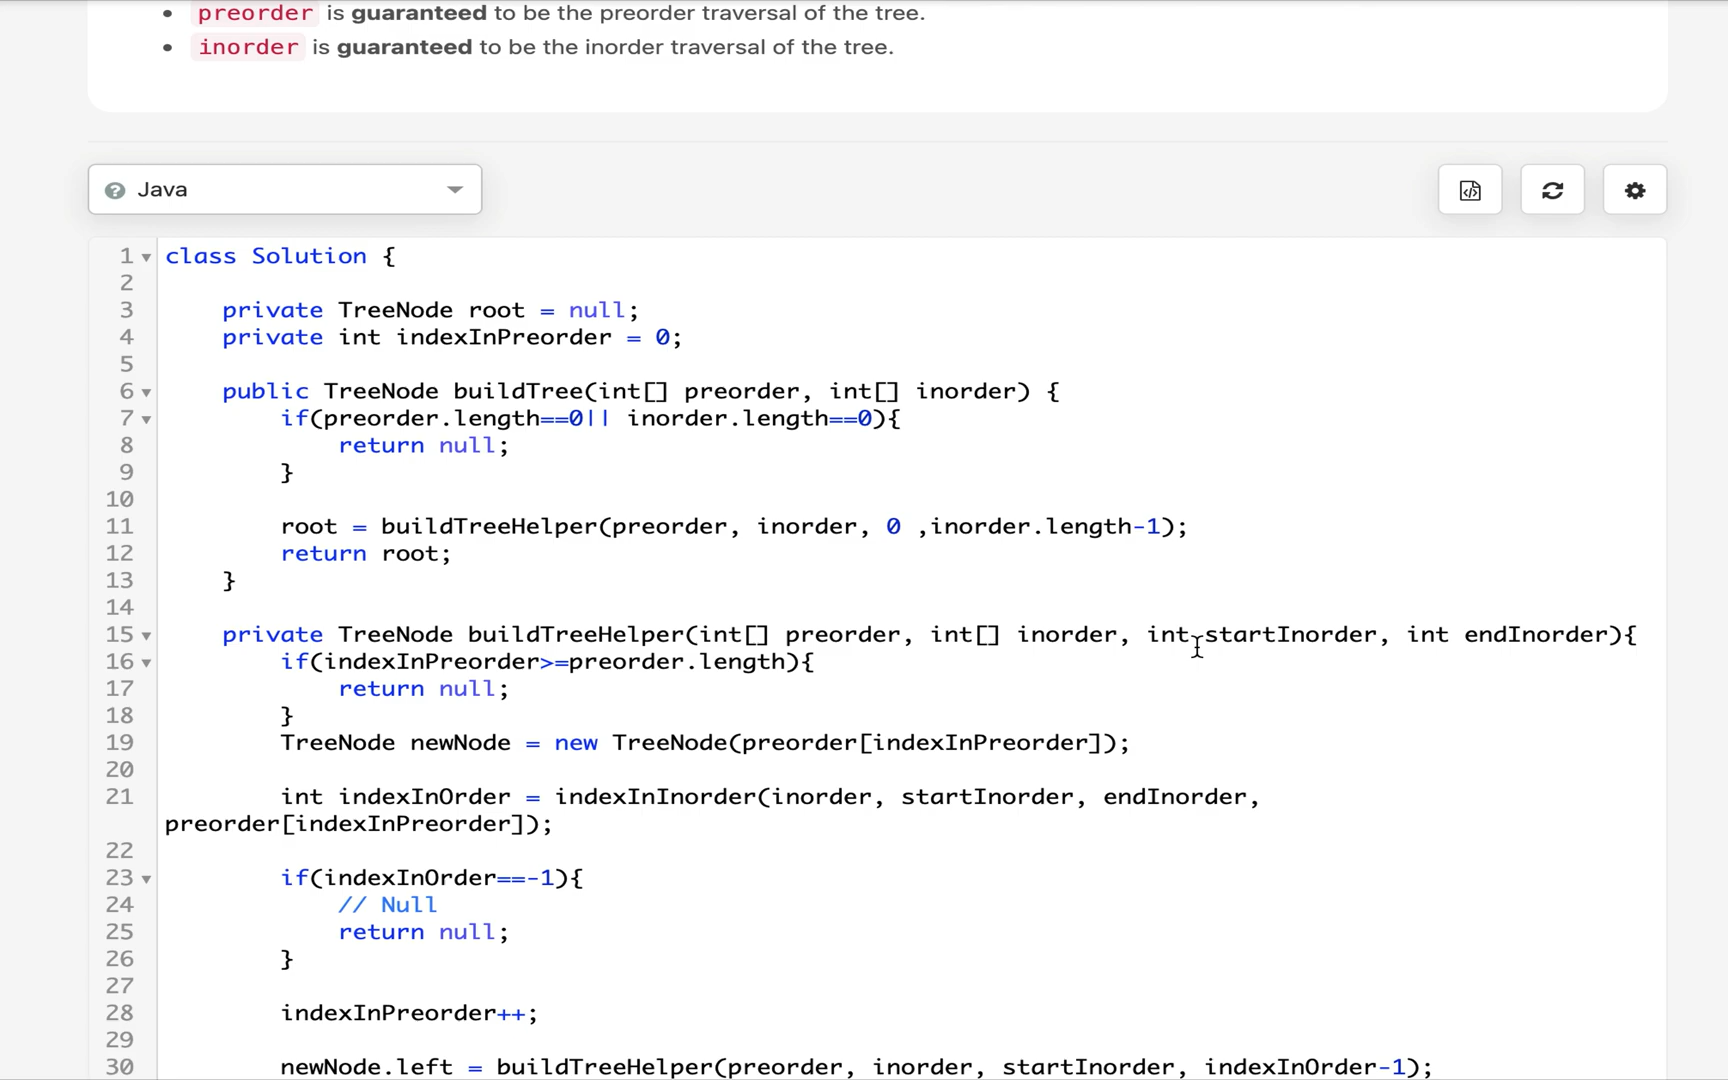 • preorder is guaranteed to be the preorder traversal of the tree.
• inorder is guaranteed to be the inorder traversal of the tree.
Java
1 class Solution {
2
3     private TreeNode root = null;
4     private int indexInPreorder = 0;
5
6     public TreeNode buildTree(int[] preorder, int[] inorder) {
7         if(preorder.length==0|| inorder.length==0){
8             return null;
9         }
10
11         root = buildTreeHelper(preorder, inorder, 0 ,inorder.length-1);
12         return root;
13     }
14
15     private TreeNode buildTreeHelper(int[] preorder, int[] inorder, int startInorder, int endInorder){
16         if(indexInPreorder>=preorder.length){
17             return null;
18         }
19         TreeNode newNode = new TreeNode(preorder[indexInPreorder]);
20
21         int indexInOrder = indexInInorder(inorder, startInorder, endInorder,
preorder[indexInPreorder]);
22
23         if(indexInOrder==-1){
24             // Null
25             return null;
26         }
27
28         indexInPreorder++;
29
30         newNode.left = buildTreeHelper(preorder, inorder, startInorder, indexInOrder-1);